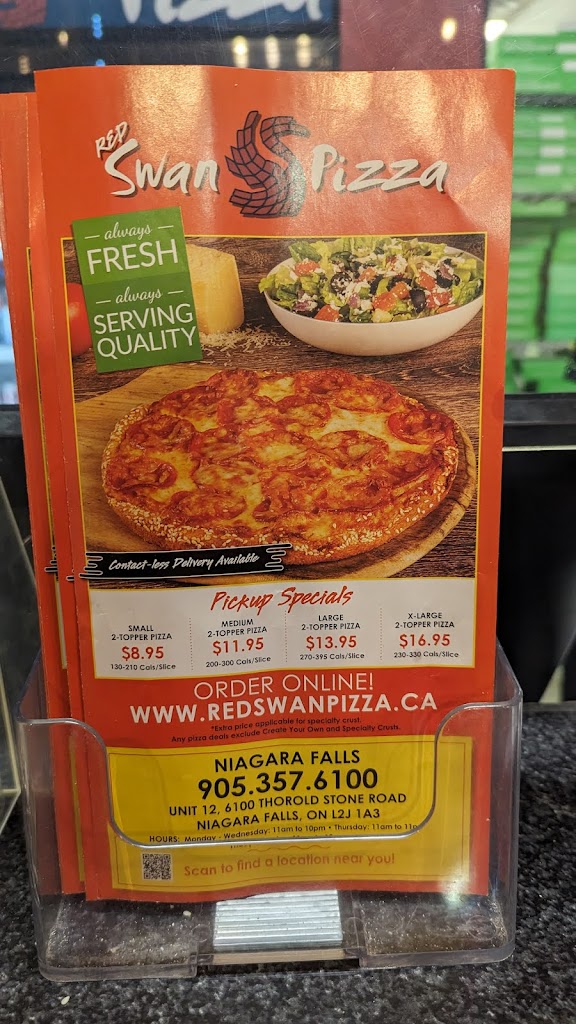 Pizza
RED
Swan Pizza
always
FRESH
always
SERVING
QUALITY
Contact-less Delivery Available
Pickup Specials
SMALL
2-TOPPER PIZZA
$8.95
130-210 Cals/Slice
MEDIUM
2-TOPPER PIZZA
$11.95
200-300 Cals/Slice
LARGE
2-TOPPER PIZZA
$13.95
270-395 Cals/Slice
X-LARGE
2-TOPPER PIZZA
$16.95
230-330 Cals/Slice
ORDER ONLINE!
WWW.REDSWANPIZZA.CA
*Extra price applicable for specialty crust.
Any pizza deals exclude Create Your Own and Specialty Crusts.
NIAGARA FALLS
905.357.6100
UNIT 12, 6100 THOROLD STONE ROAD
NIAGARA FALLS, ON L2J 1A3
HOURS: Monday - Wednesday: 11am to 10pm • Thursday: 11am to 11p
Scan to find a location near you!